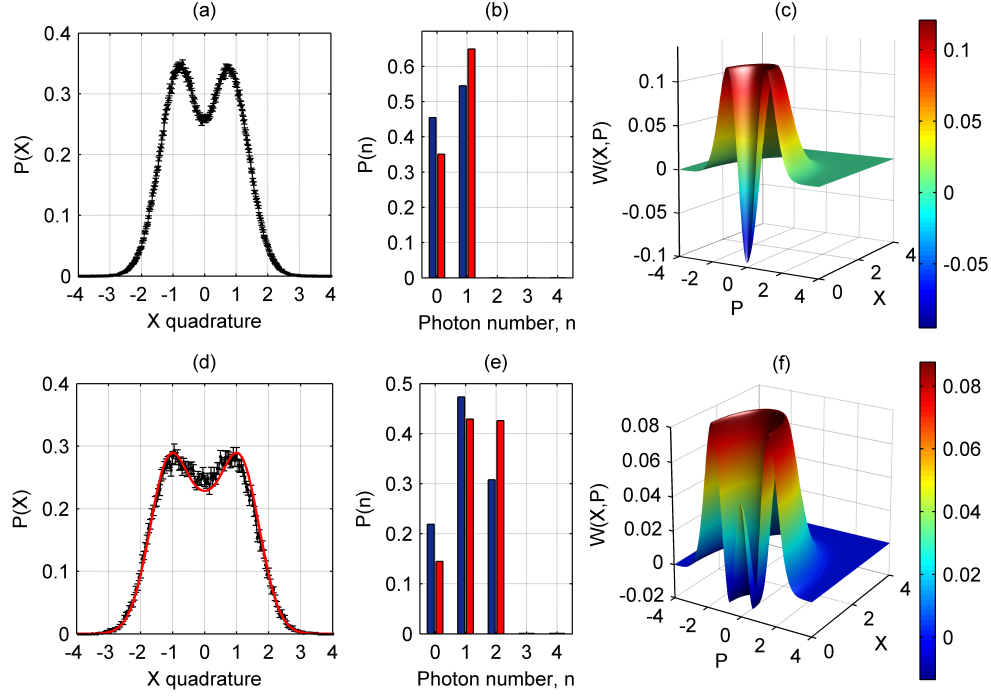 (a)
0.4
0.3
0.2
0.1
0
-4 -3 -2 -1 0 1 2 3 4
P(X)
X quadrature
(b)
0.6
0.5
0.4
0.3
0.2
0.1
0
0 1 2 3 4
P(n)
Photon number, n
(c)
0.1
0.05
0
-0.05
-0.1
W(X,P)
-4 -2 0 2 4
P
0 2 4
X
0.1
0.05
0
-0.05
(d)
0.4
0.3
0.2
0.1
0
-4 -3 -2 -1 0 1 2 3 4
P(X)
X quadrature
(e)
0.5
0.4
0.3
0.2
0.1
0
0 1 2 3 4
P(n)
Photon number, n
(f)
0.08
0.06
0.04
0.02
0
-0.02
W(X,P)
-4 -2 0 2 4
P
0 2 4
X
0.08
0.06
0.04
0.02
0